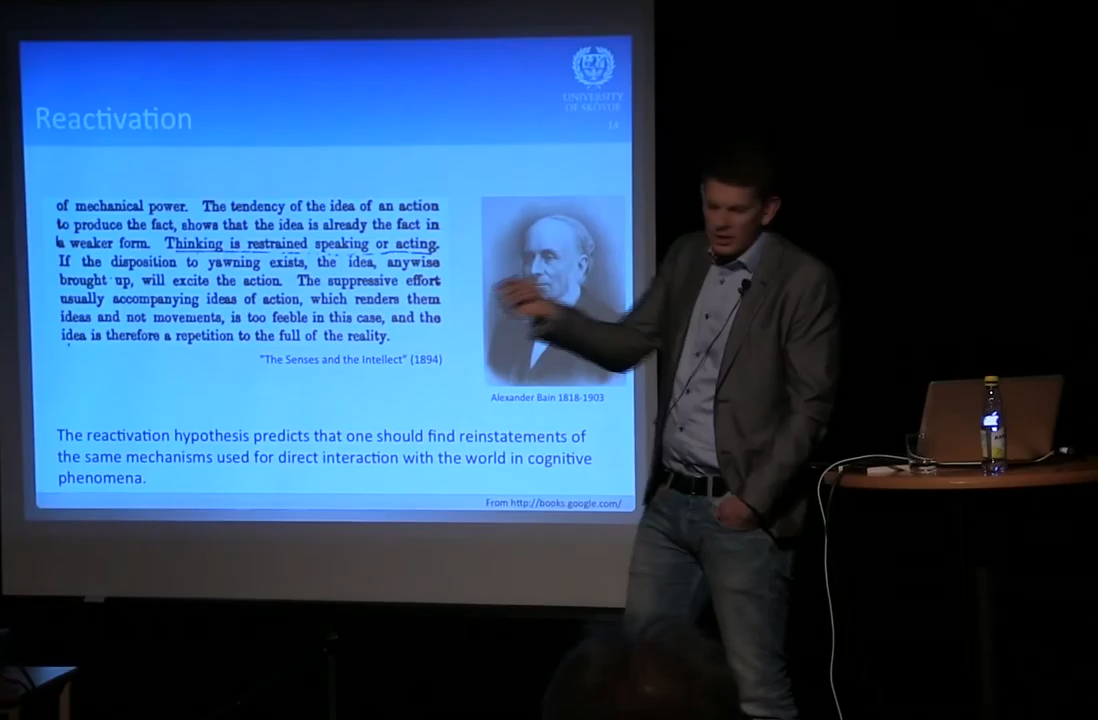 UNIVERSITY
OF SKÖVDE
Reactivation
14
of mechanical power. The tendency of the idea of an action
to produce the fact, shows that the idea is already the fact in
a weaker form. Thinking is restrained speaking or acting.
If the disposition to yawning exists, the idea, anywise
brought up, will excite the action. The suppressive effort
usually accompanying ideas of action, which renders them
ideas and not movements, is too feeble in this case, and the
idea is therefore a repetition to the full of the reality.
"The Senses and the Intellect" (1894)
Alexander Bain 1818-1903
The reactivation hypothesis predicts that one should find reinstatements of
the same mechanisms used for direct interaction with the world in cognitive
phenomena.
From http://books.google.com/